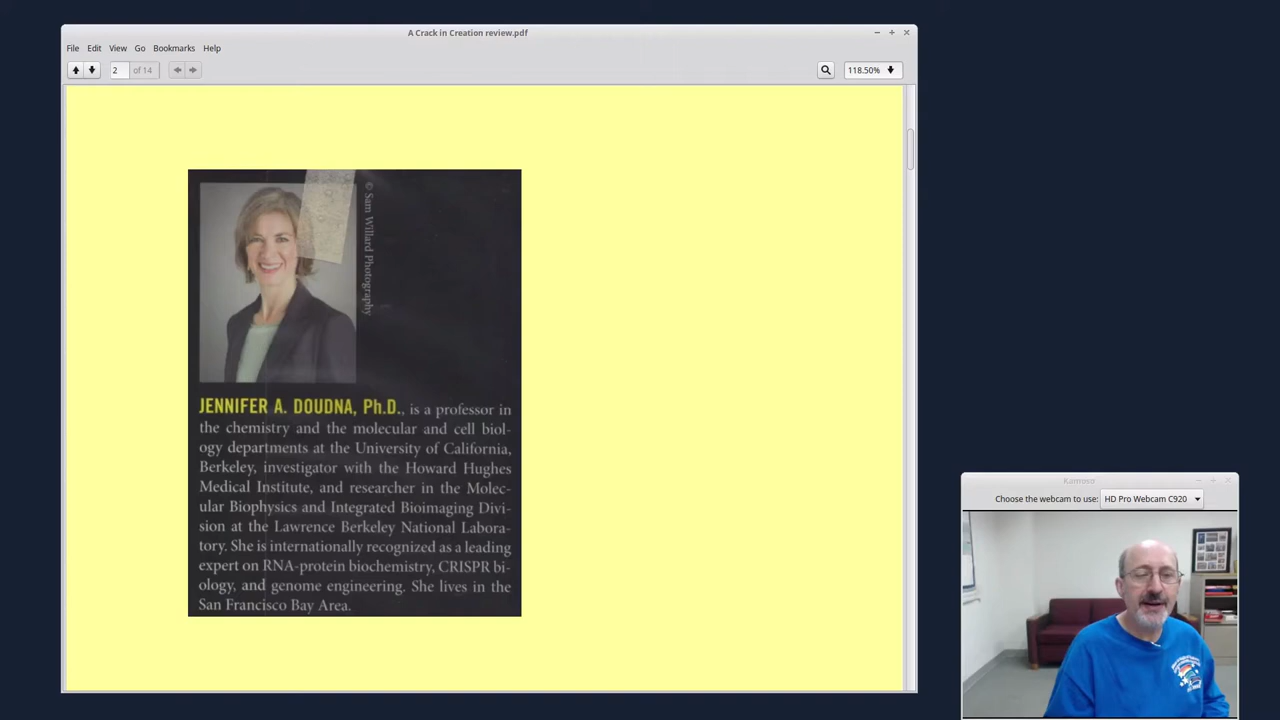 A Crack in Creation review.pdf
File Edit View Go Bookmarks Help
2 of 14
118.50%
© Sam Willard Photography
JENNIFER A. DOUDNA, Ph.D., is a professor in
the chemistry and the molecular and cell biol-
ogy departments at the University of California,
Berkeley, investigator with the Howard Hughes
Medical Institute, and researcher in the Molec-
ular Biophysics and Integrated Bioimaging Divi-
sion at the Lawrence Berkeley National Labora-
tory. She is internationally recognized as a leading
expert on RNA-protein biochemistry, CRISPR bi-
ology, and genome engineering. She lives in the
San Francisco Bay Area.
Kamoso
Choose the webcam to use: HD Pro Webcam C920